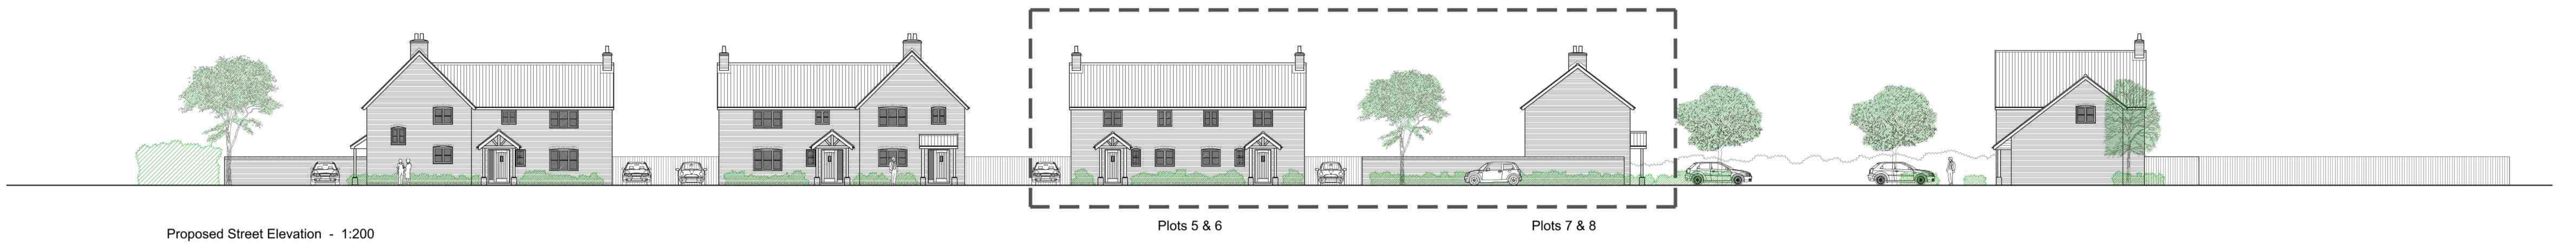 Plots 5 & 6
Plots 7 & 8
Proposed Street Elevation - 1:200